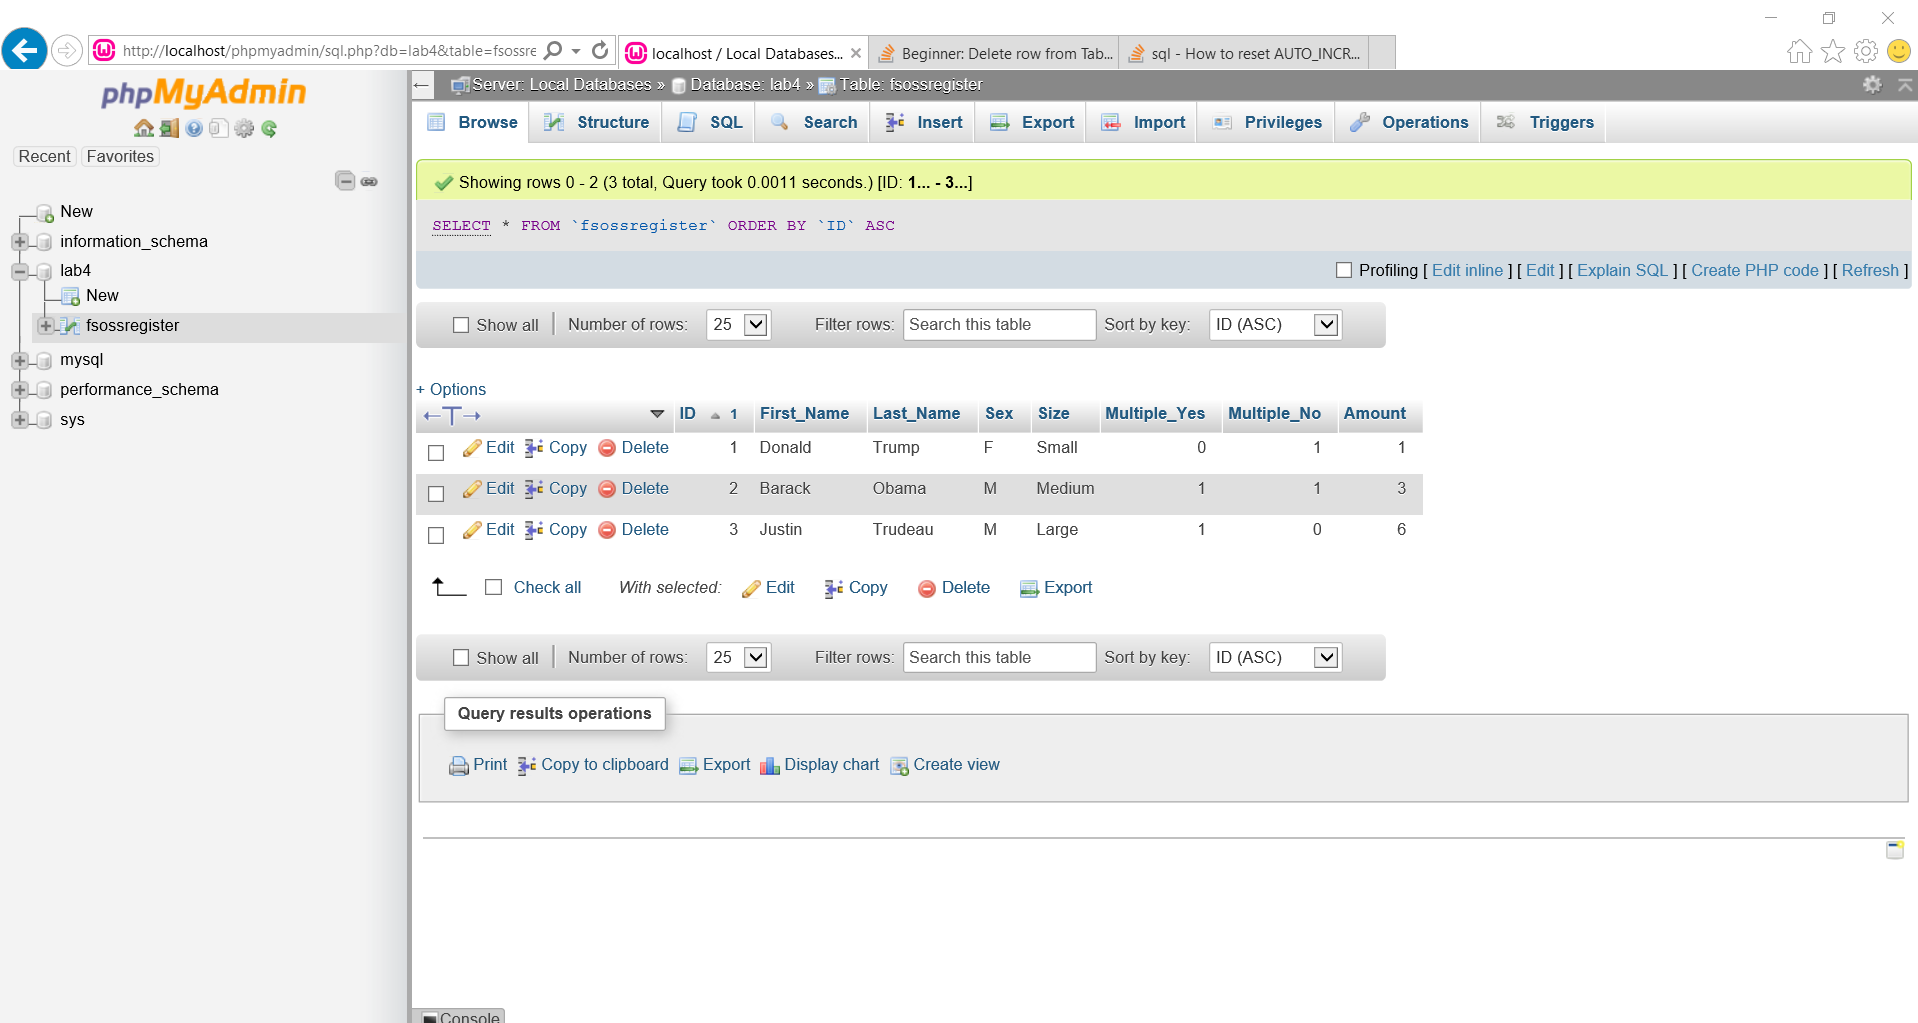 http://localhost/phpmyadmin/sql.php?db=lab4&table=fsossre
localhost / Local Databases...
Beginner: Delete row from Tab...
sql - How to reset AUTO_INCR...
phpMyAdmin
Recent Favorites
New
information_schema
lab4
New
fsossregister
mysql
performance_schema
sys
Server: Local Databases » Database: lab4 » Table: fsossregister
Browse Structure SQL Search Insert Export Import Privileges Operations Triggers
Showing rows 0 - 2 (3 total, Query took 0.0011 seconds.) [ID: 1... - 3...]
SELECT * FROM `fsossregister` ORDER BY `ID` ASC
Profiling [ Edit inline ] [ Edit ] [ Explain SQL ] [ Create PHP code ] [ Refresh ]
Show all Number of rows: 25 Filter rows: Search this table Sort by key: ID (ASC)
+ Options
←T→ ID 1 First_Name Last_Name Sex Size Multiple_Yes Multiple_No Amount
Edit Copy Delete 1 Donald Trump F Small 0 1 1
Edit Copy Delete 2 Barack Obama M Medium 1 1 3
Edit Copy Delete 3 Justin Trudeau M Large 1 0 6
Check all With selected: Edit Copy Delete Export
Show all Number of rows: 25 Filter rows: Search this table Sort by key: ID (ASC)
Query results operations
Print Copy to clipboard Export Display chart Create view
Console